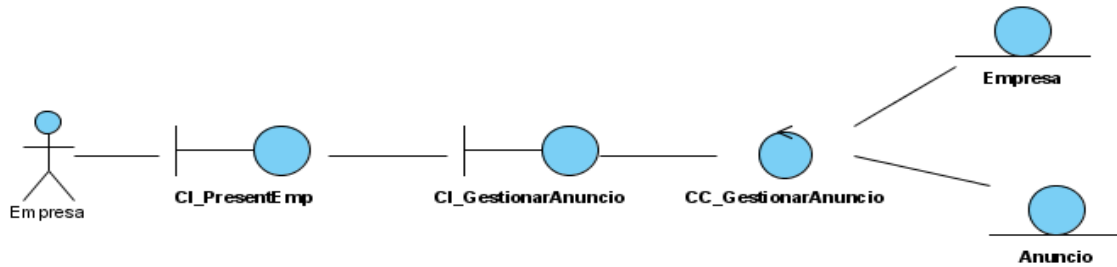 Empresa
Empresa
CI_PresentEmp
CI_GestionarAnuncio
CC_GestionarAnuncio
Anuncio